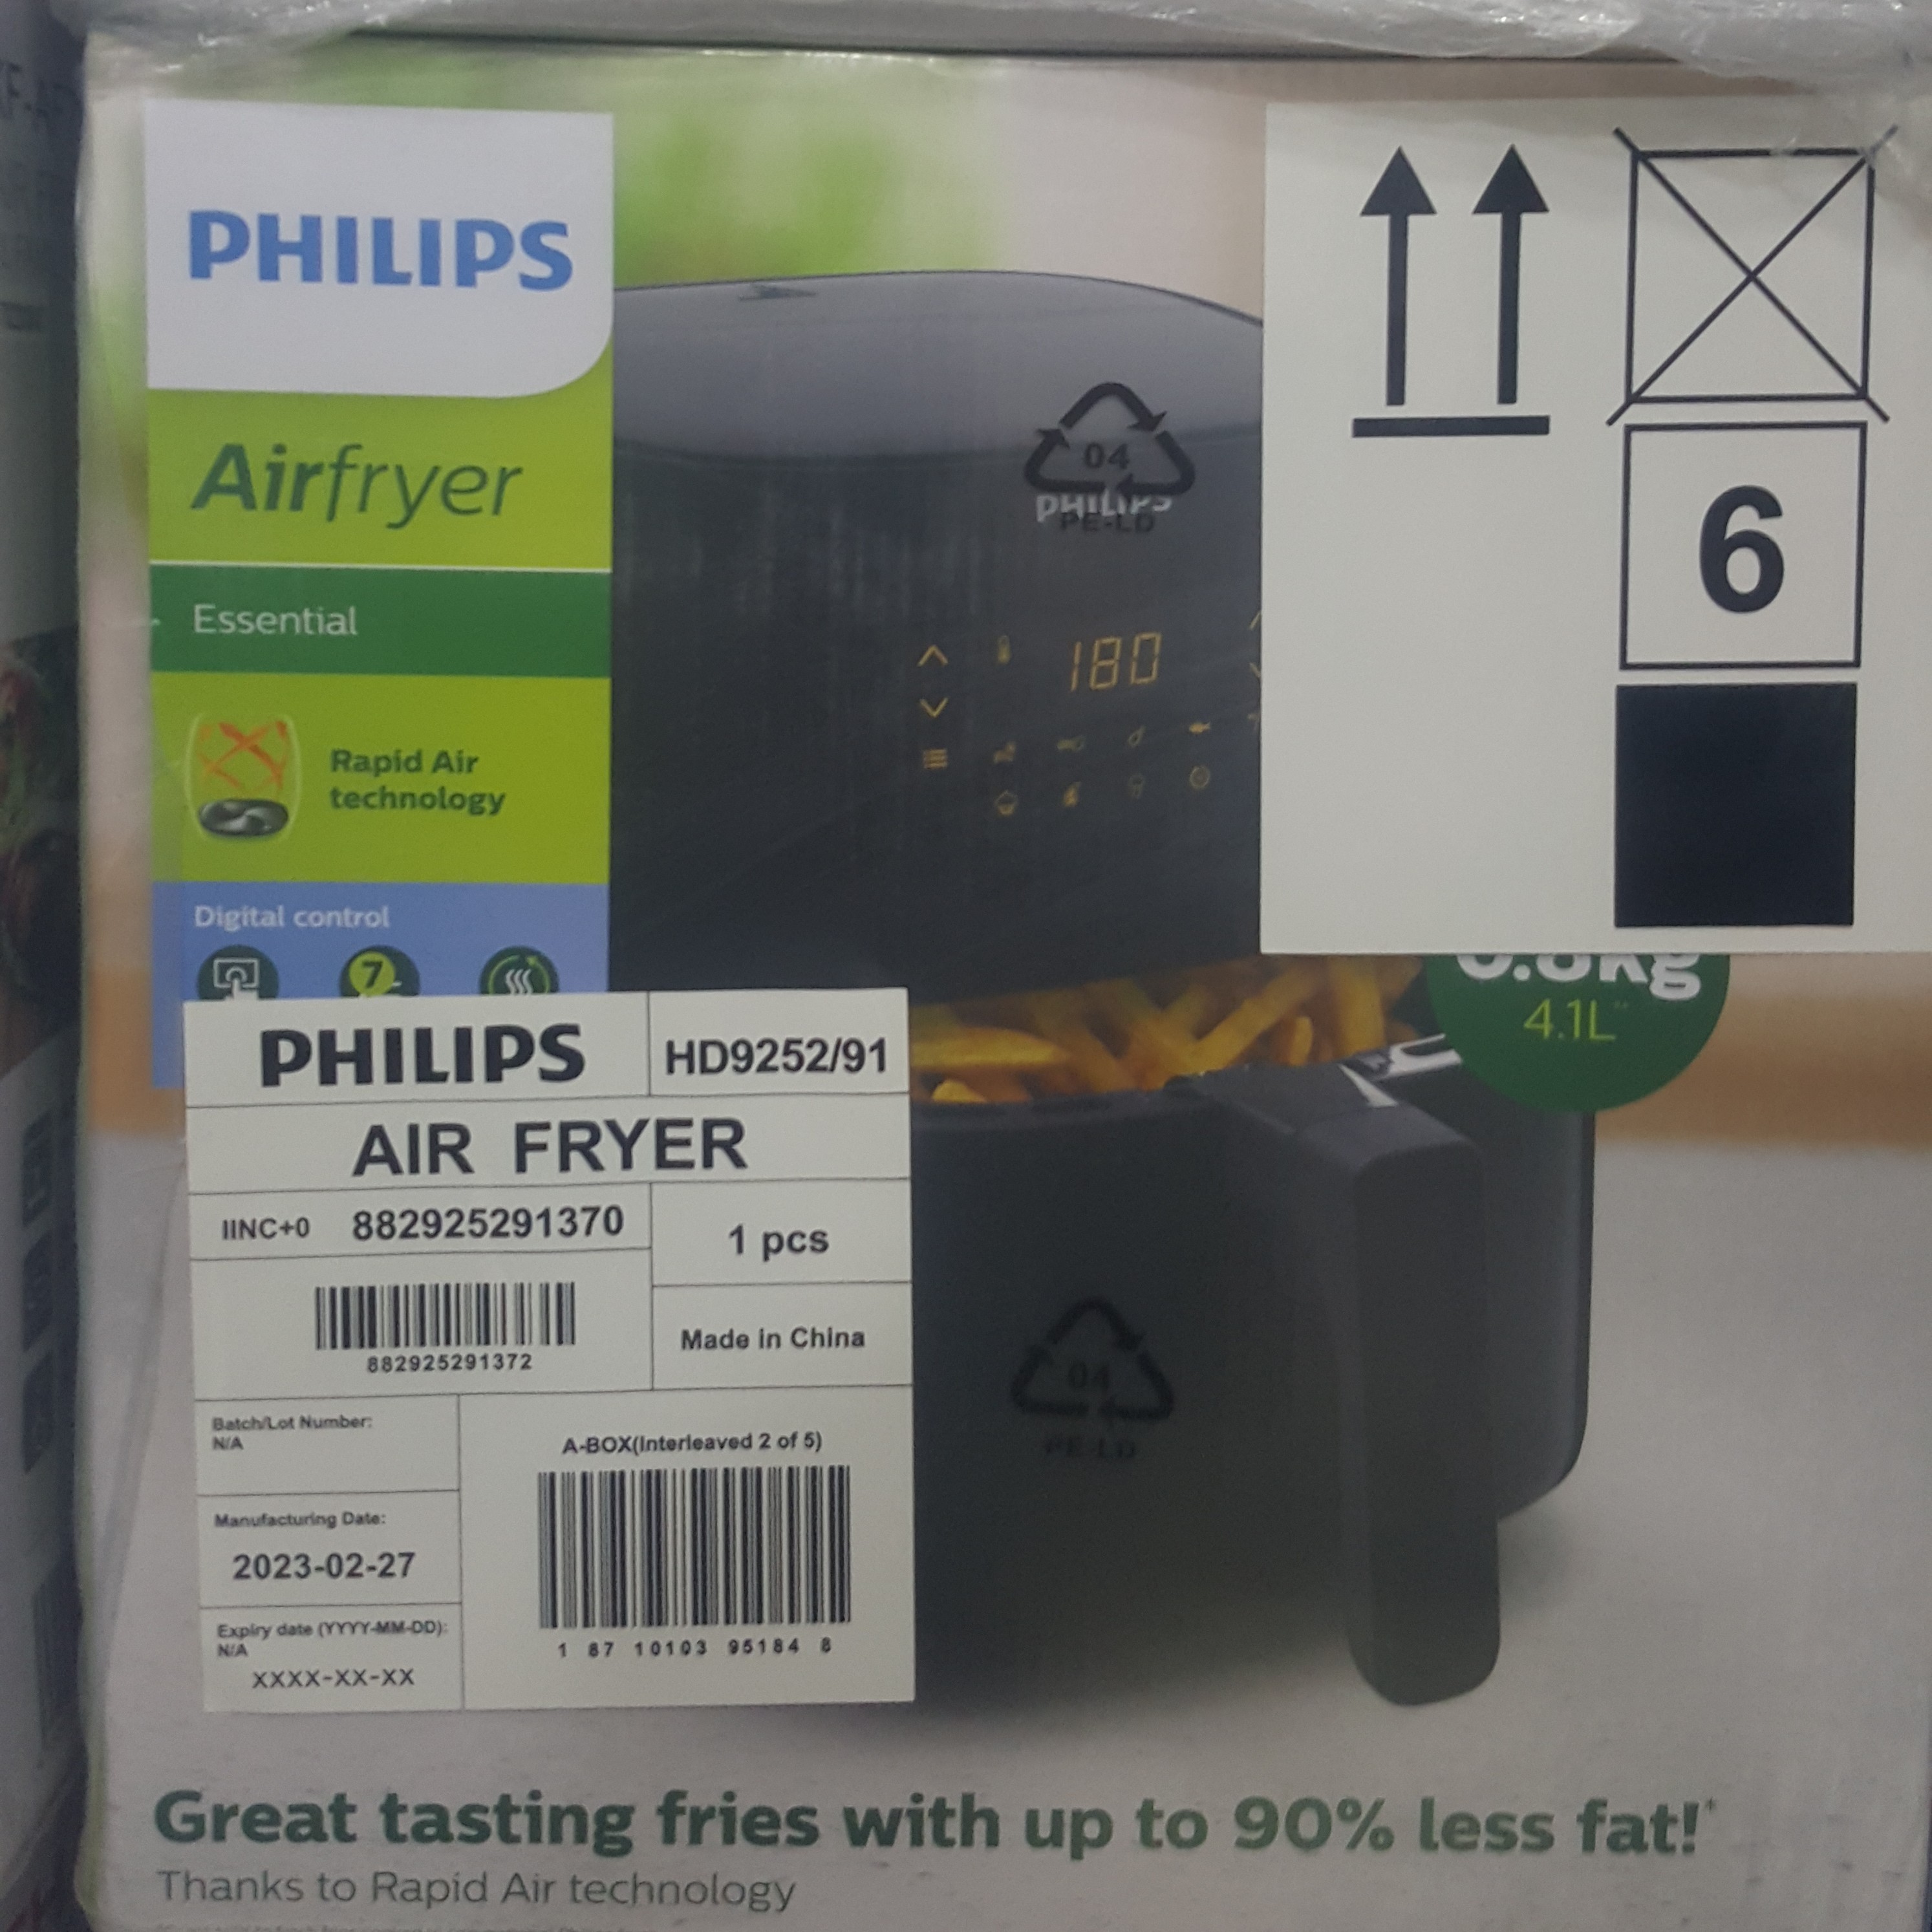 PHILIPS
Airfryer
Essential
Rapid Air
technology
Digital control
7
04
PHILIPS
PE-LD
180
6
4.1L
PHILIPS
HD9252/91
AIR FRYER
IINC+0 882925291370
1 pcs
882925291372
Made in China
Batch/Lot Number:
N/A
A-BOX(Interleaved 2 of 5)
Manufacturing Date:
2023-02-27
Expiry date (YYYY-MM-DD):
N/A
XXXX-XX-XX
1 87 10103 95184 8
04
PE-LD
Great tasting fries with up to 90% less fat!*
Thanks to Rapid Air technology